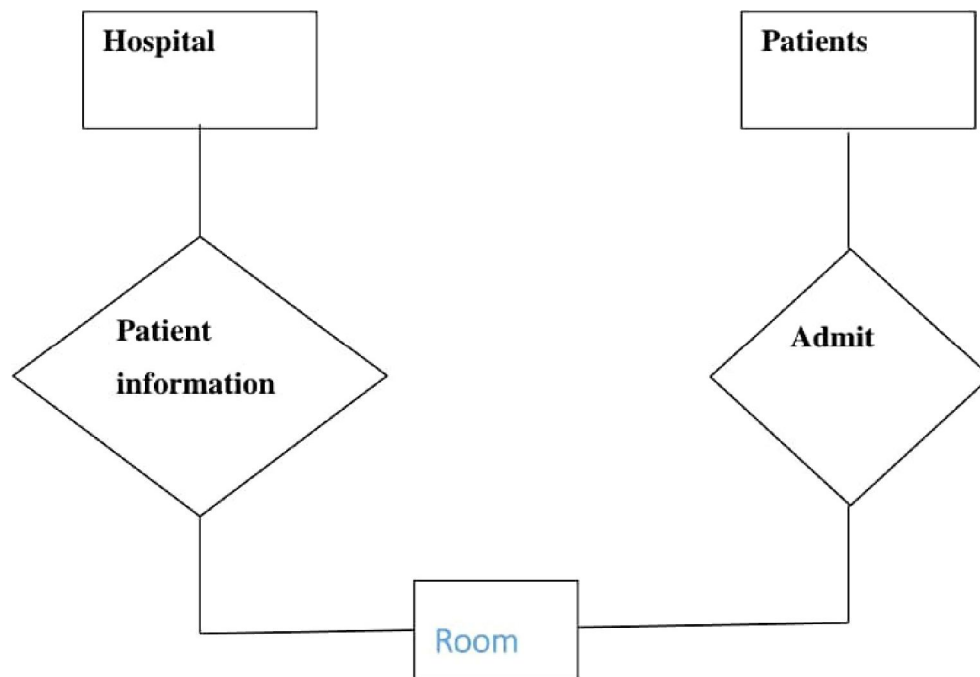 Hospital
Patients
Patient
information
Admit
Room